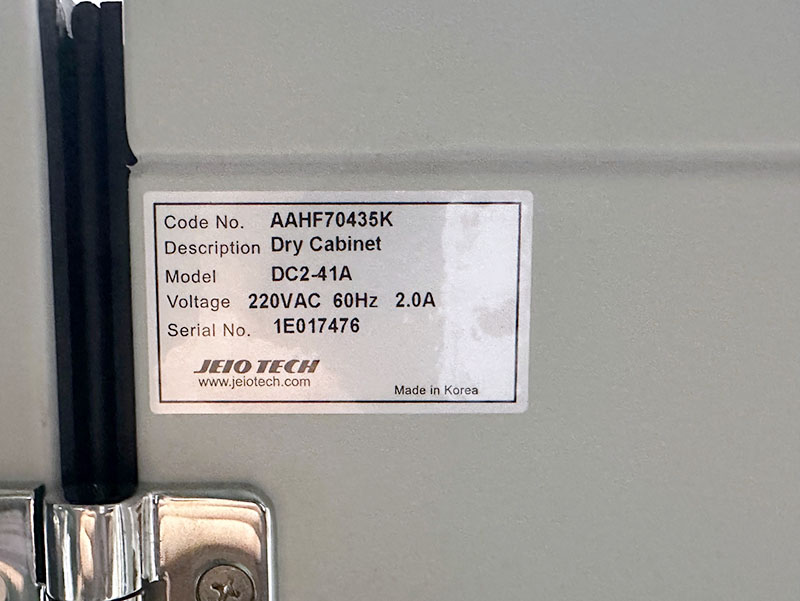 Code No. AAHF70435K
Description Dry Cabinet
Model DC2-41A
Voltage 220VAC 60Hz 2.0A
Serial No. 1E017476
JEIO TECH
www.jeiotech.com
Made in Korea